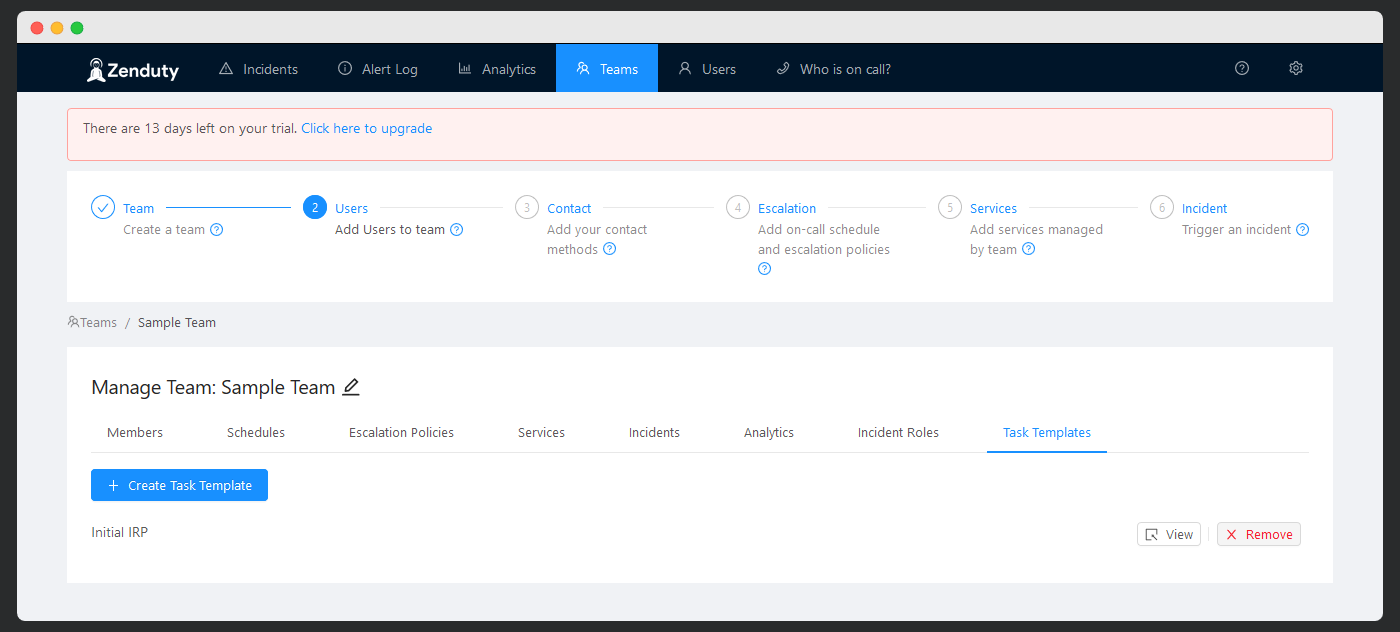 Zenduty Incidents Alert Log Analytics Teams Users Who is on call?
There are 13 days left on your trial. Click here to upgrade
Team
Create a team
2 Users
Add Users to team
3 Contact
Add your contact
methods
4 Escalation
Add on-call schedule
and escalation policies
5 Services
Add services managed
by team
6 Incident
Trigger an incident
Teams / Sample Team
Manage Team: Sample Team
Members Schedules Escalation Policies Services Incidents Analytics Incident Roles Task Templates
+ Create Task Template
Initial IRP View Remove